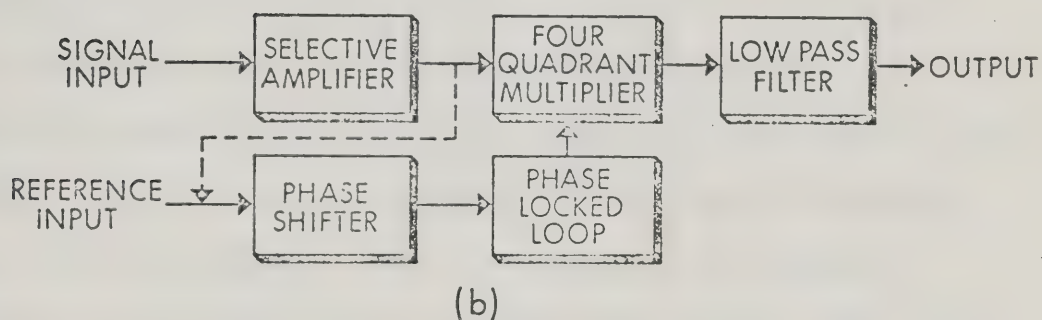 SIGNAL
INPUT
SELECTIVE
AMPLIFIER
FOUR
QUADRANT
MULTIPLIER
LOW PASS
FILTER
OUTPUT
REFERENCE
INPUT
PHASE
SHIFTER
PHASE
LOCKED
LOOP
(b)